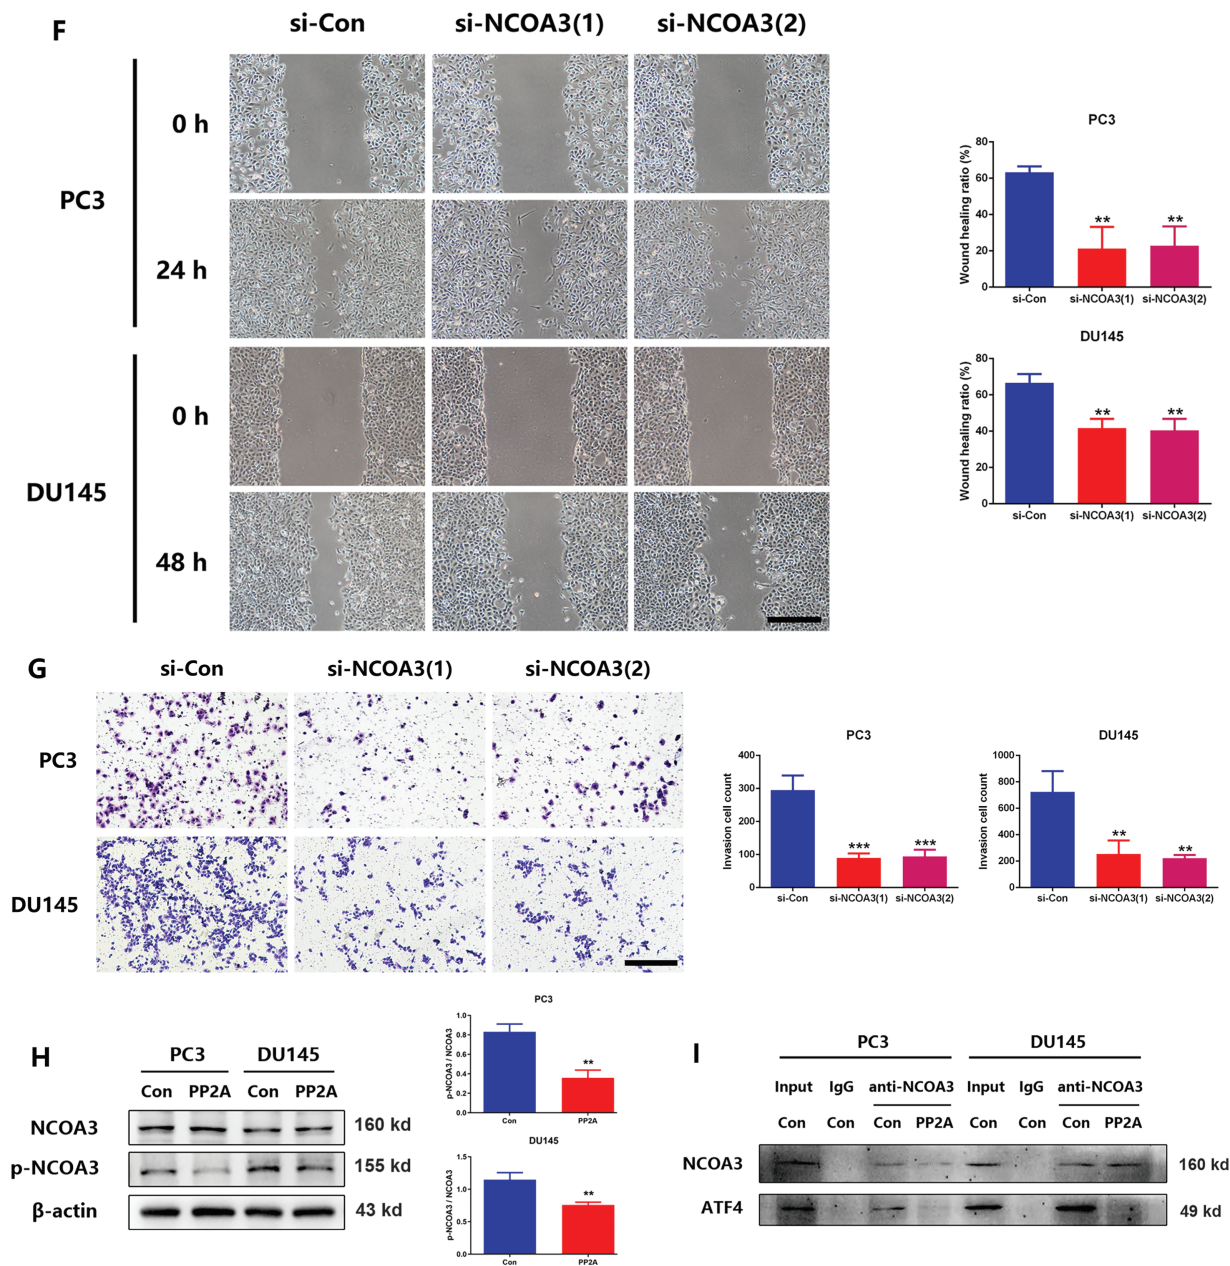 F
si-Con si-NCOA3(1) si-NCOA3(2)
PC3
0 h
24 h
DU145
0 h
48 h
PC3
Wound healing ratio (%)
80
60
40
20
0
** **
si-Con si-NCOA3(1) si-NCOA3(2)
DU145
Wound healing ratio (%)
80
60
40
20
0
** **
si-Con si-NCOA3(1) si-NCOA3(2)
G
si-Con si-NCOA3(1) si-NCOA3(2)
PC3
DU145
PC3
Invasion cell count
400
300
200
100
0
*** ***
si-Con si-NCOA3(1) si-NCOA3(2)
DU145
Invasion cell count
1000
800
600
400
200
0
** **
si-Con si-NCOA3(1) si-NCOA3(2)
H
PC3 DU145
Con PP2A Con PP2A
NCOA3 160 kd
p-NCOA3 155 kd
β-actin 43 kd
PC3
p-NCOA3 / NCOA3
1.0
0.8
0.6
0.4
0.2
0.0
**
Con PP2A
DU145
p-NCOA3 / NCOA3
1.5
1.0
0.5
0.0
**
Con PP2A
I
PC3 DU145
Input IgG anti-NCOA3 Input IgG anti-NCOA3
Con Con Con PP2A Con Con Con PP2A
NCOA3 160 kd
ATF4 49 kd